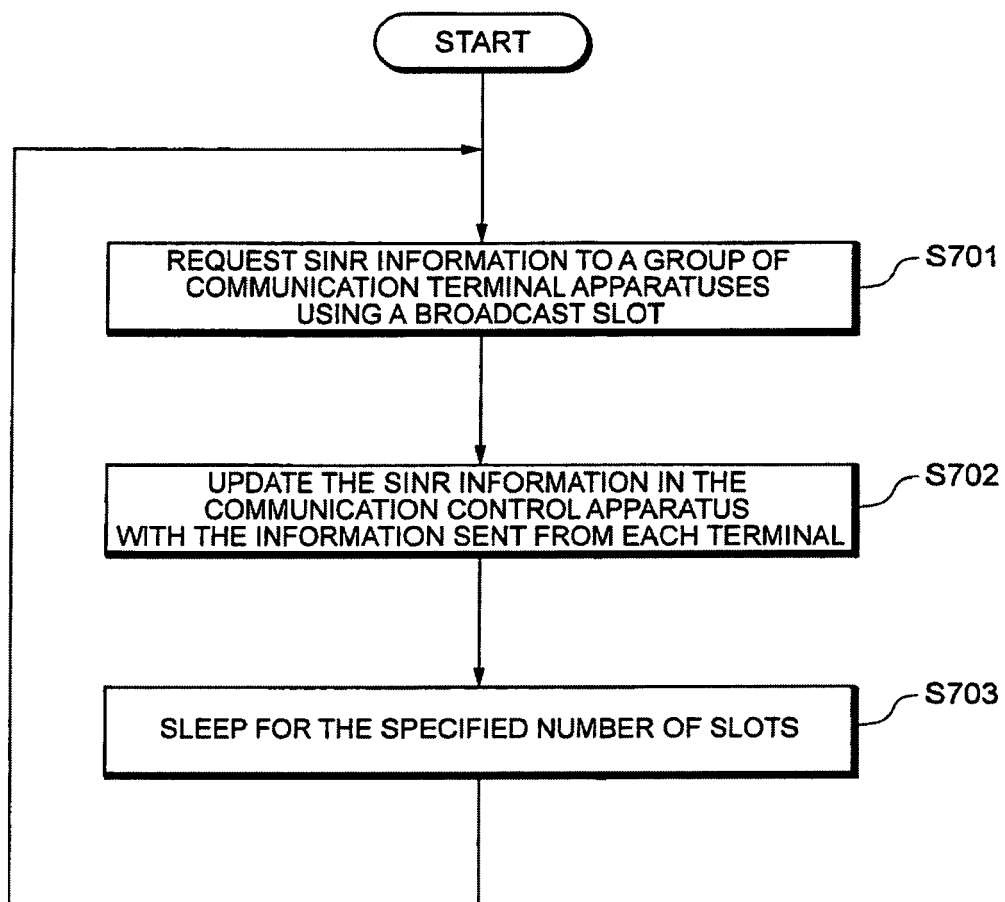 START
REQUEST SINR INFORMATION TO A GROUP OF
COMMUNICATION TERMINAL APPARATUSES
USING A BROADCAST SLOT
S701
UPDATE THE SINR INFORMATION IN THE
COMMUNICATION CONTROL APPARATUS
WITH THE INFORMATION SENT FROM EACH TERMINAL
S702
SLEEP FOR THE SPECIFIED NUMBER OF SLOTS
S703